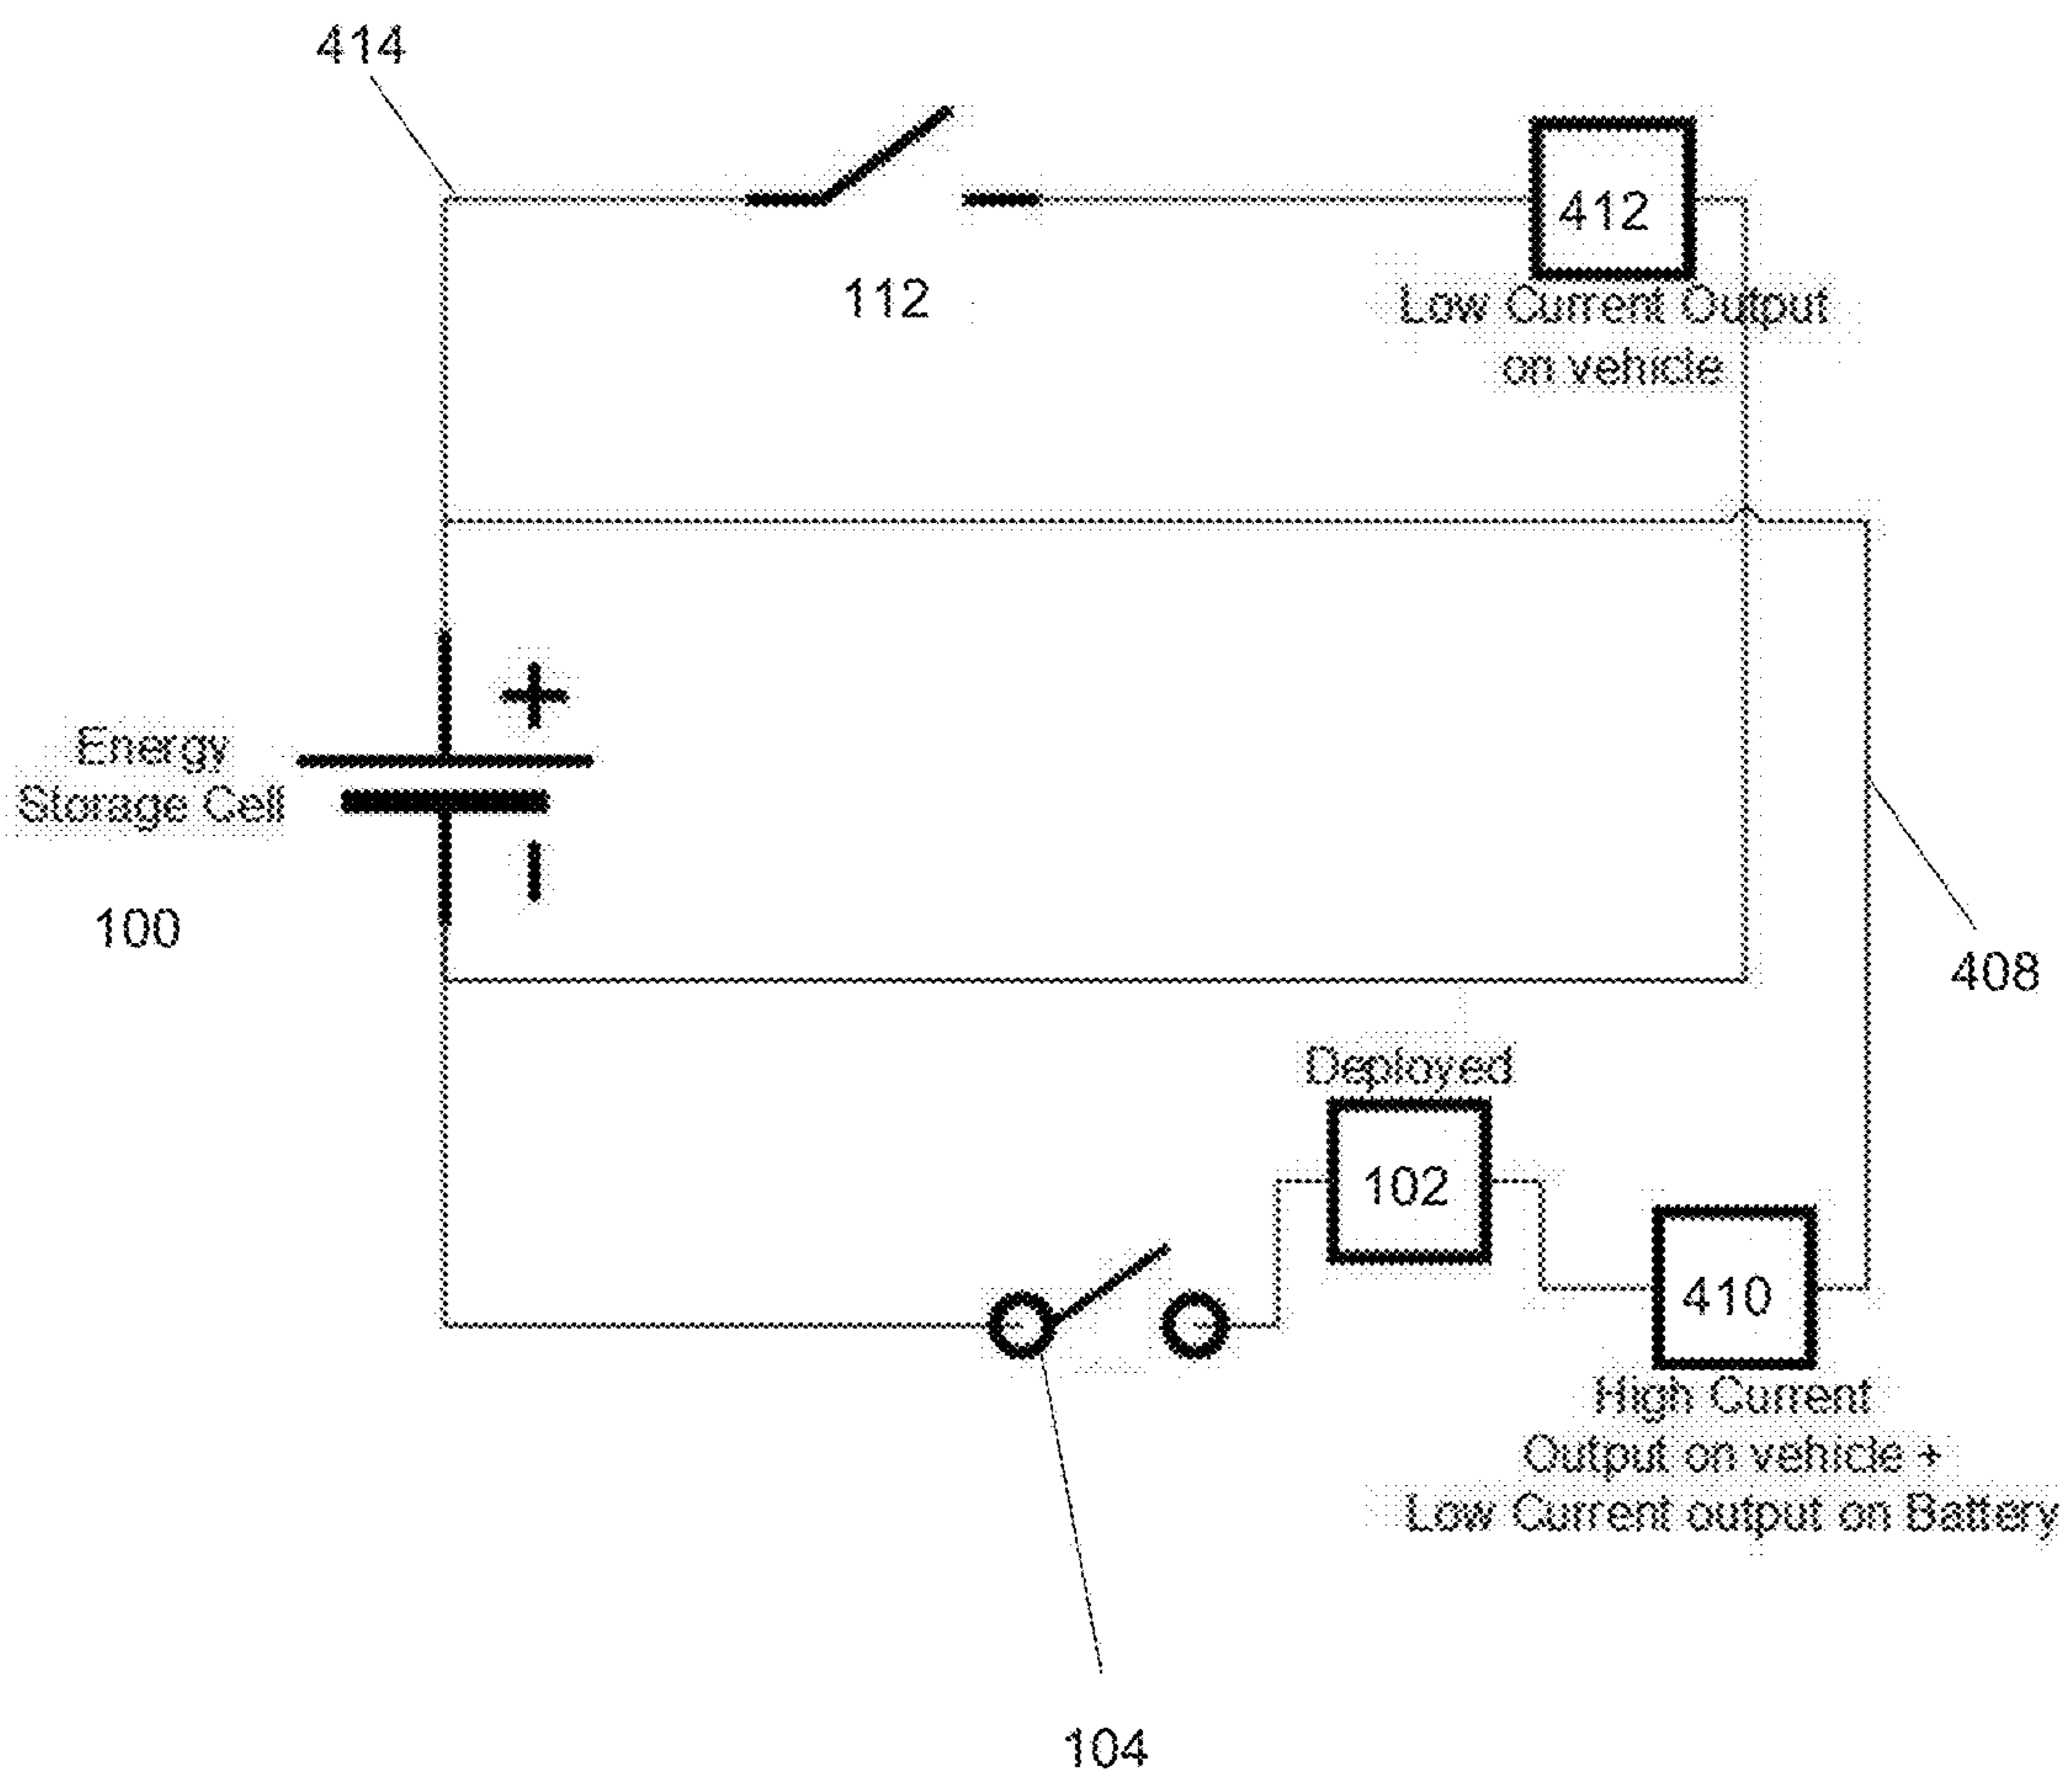 414
412
112
Low Current Output
on vehicle
+
Energy
Storage Cell
100
408
Deployed
102
410
High Current
Output on vehicle +
Low Current output on Battery
104